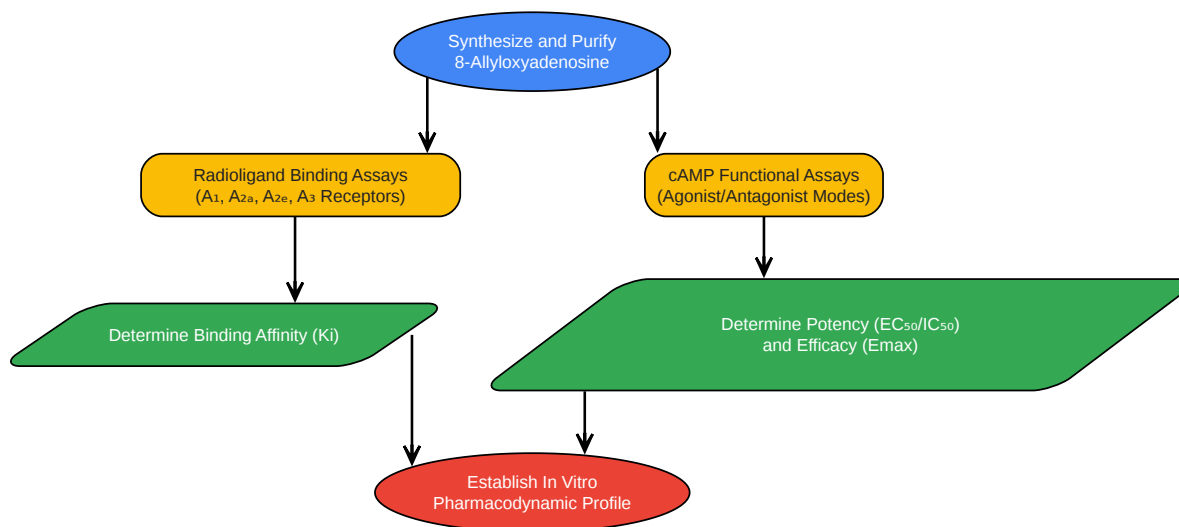 Synthesize and Purify
8-Allyloxyadenosine
Radioligand Binding Assays
(A₁, A₂ₐ, A₂ₑ, A₃ Receptors)
cAMP Functional Assays
(Agonist/Antagonist Modes)
Determine Binding Affinity (Ki)
Determine Potency (EC₅₀/IC₅₀)
and Efficacy (Emax)
Establish In Vitro
Pharmacodynamic Profile